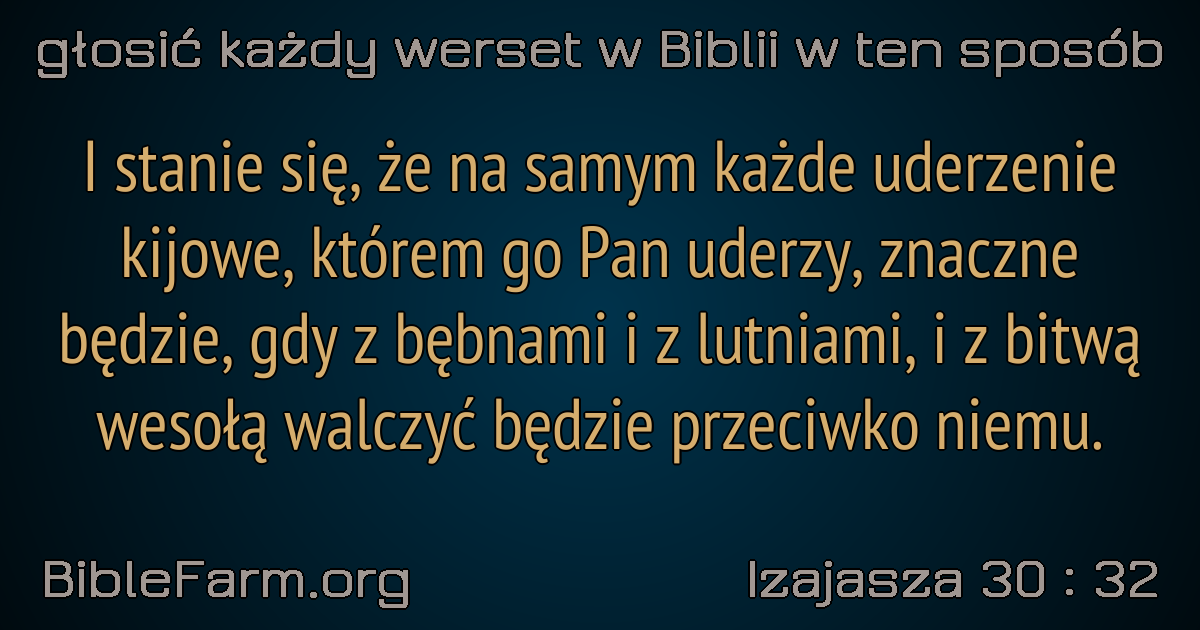 głosić każdy werset w Biblii w ten sposób
I stanie się, że na samym każde uderzenie
kijowe, którem go Pan uderzy, znaczne
będzie, gdy z bębnami i z lutniami, i z bitwą
wesołą walczyć będzie przeciwko niemu.
BibleFarm.org
Izajasza 30 : 32